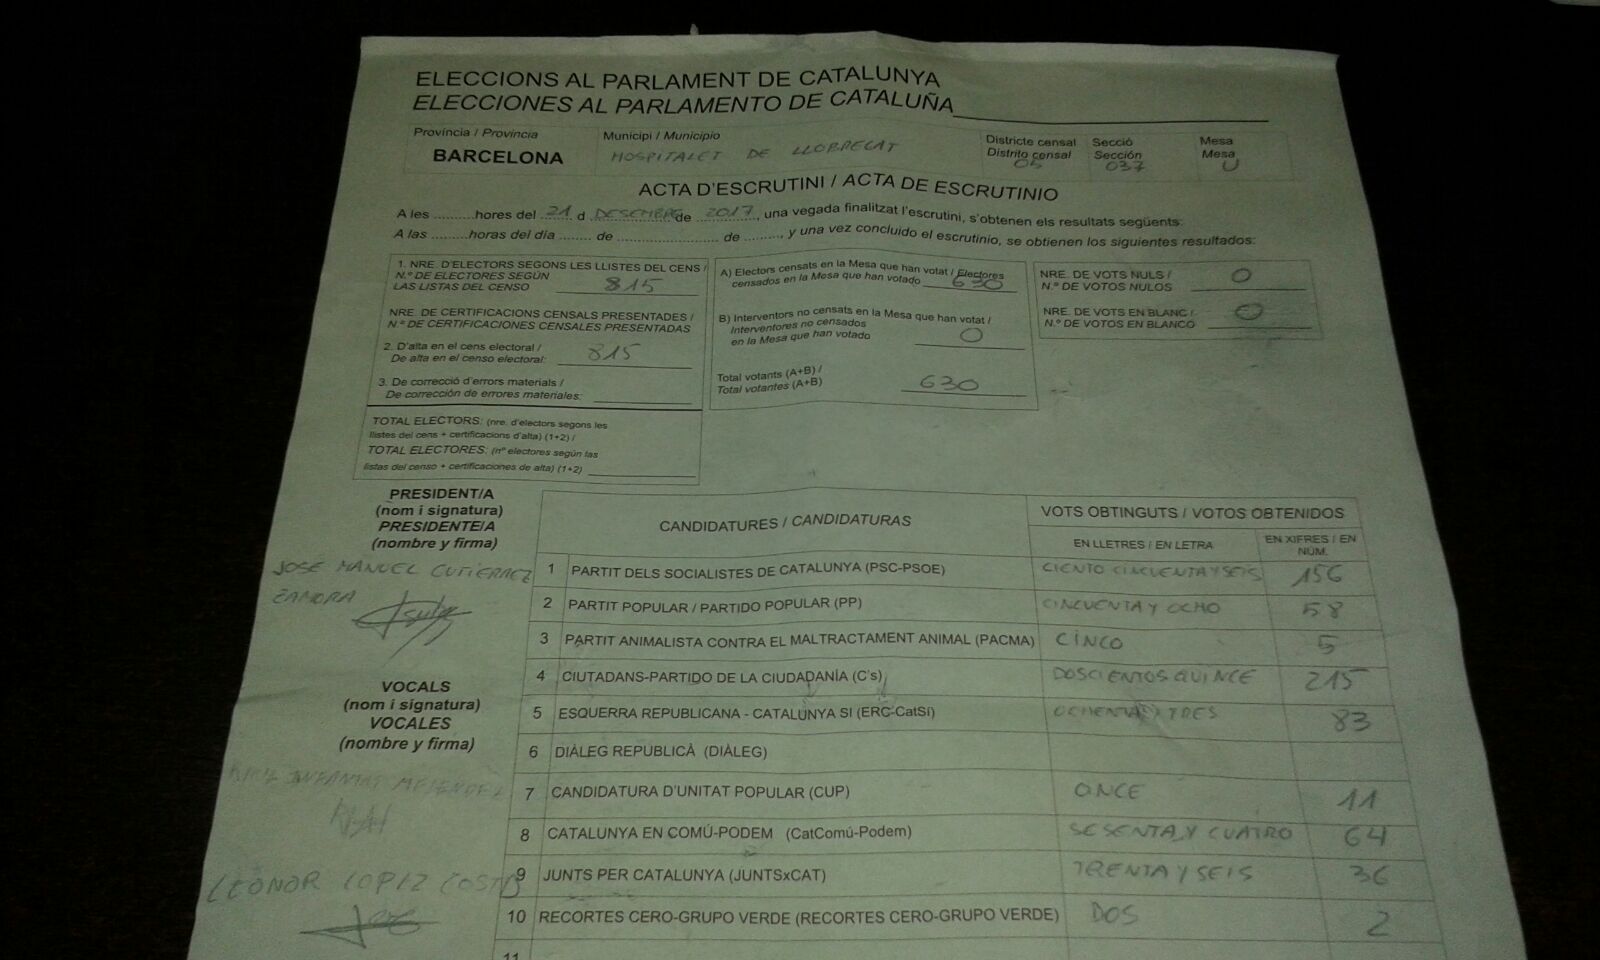 ELECCIONS AL PARLAMENT DE CATALUNYA
ELECCIONES AL PARLAMENTO DE CATALUÑA
Província / Provincia
BARCELONA
Municipi / Municipio
HOSPITALET DE LLOBREGAT
Districte censal
Distrito censal
05
Secció
Sección
037
Mesa
Mesa
U
ACTA D'ESCRUTINI / ACTA DE ESCRUTINIO
A les .........hores del 21 d DESEMBRE de 2017, una vegada finalitzat l'escrutini, s'obtenen els resultats següents:
A las .........horas del día ........ de ........................ de ........., y una vez concluido el escrutinio, se obtienen los siguientes resultados:
1. NRE. D'ELECTORS SEGONS LES LLISTES DEL CENS /
N.º DE ELECTORES SEGÚN
LAS LISTAS DEL CENSO 815
NRE. DE CERTIFICACIONS CENSALS PRESENTADES /
N.º DE CERTIFICACIONES CENSALES PRESENTADAS
2. D'alta en el cens electoral /
De alta en el censo electoral: 815
3. De correcció d'errors materials /
De corrección de errores materiales:
TOTAL ELECTORS: (nre. d'electors segons les
llistes del cens + certificacions d'alta) (1+2) /
TOTAL ELECTORES: (nº electores según las
listas del censo + certificaciones de alta) (1+2)
A) Electors censats en la Mesa que han votat / Electores
censados en la Mesa que han votado 630
B) Interventors no censats en la Mesa que han votat /
Interventores no censados
en la Mesa que han votado 0
Total votants (A+B) /
Total votantes (A+B) 630
NRE. DE VOTS NULS /
N.º DE VOTOS NULOS 0
NRE. DE VOTS EN BLANC /
N.º DE VOTOS EN BLANCO 0
PRESIDENT/A
(nom i signatura)
PRESIDENTE/A
(nombre y firma)
JOSE MANUEL GUTIERREZ
ZAMORA
VOCALS
(nom i signatura)
VOCALES
(nombre y firma)
LEONOR LOPEZ
CANDIDATURES / CANDIDATURAS
VOTS OBTINGUTS / VOTOS OBTENIDOS
EN LLETRES / EN LETRA
EN XIFRES / EN
NÚM.
1 PARTIT DELS SOCIALISTES DE CATALUNYA (PSC-PSOE) CIENTO CINCUENTA Y SEIS 156
2 PARTIT POPULAR / PARTIDO POPULAR (PP) CINCUENTA Y OCHO 58
3 PARTIT ANIMALISTA CONTRA EL MALTRACTAMENT ANIMAL (PACMA) CINCO 5
4 CIUTADANS-PARTIDO DE LA CIUDADANÍA (C's) DOSCIENTOS QUINCE 215
5 ESQUERRA REPUBLICANA - CATALUNYA SI (ERC-CatSí) OCHENTA Y TRES 83
6 DIÀLEG REPUBLICÀ (DIÀLEG)
7 CANDIDATURA D'UNITAT POPULAR (CUP) ONCE 11
8 CATALUNYA EN COMÚ-PODEM (CatComú-Podem) SESENTA Y CUATRO 64
9 JUNTS PER CATALUNYA (JUNTSxCAT) TRENTA Y SEIS 36
10 RECORTES CERO-GRUPO VERDE (RECORTES CERO-GRUPO VERDE) DOS 2
11